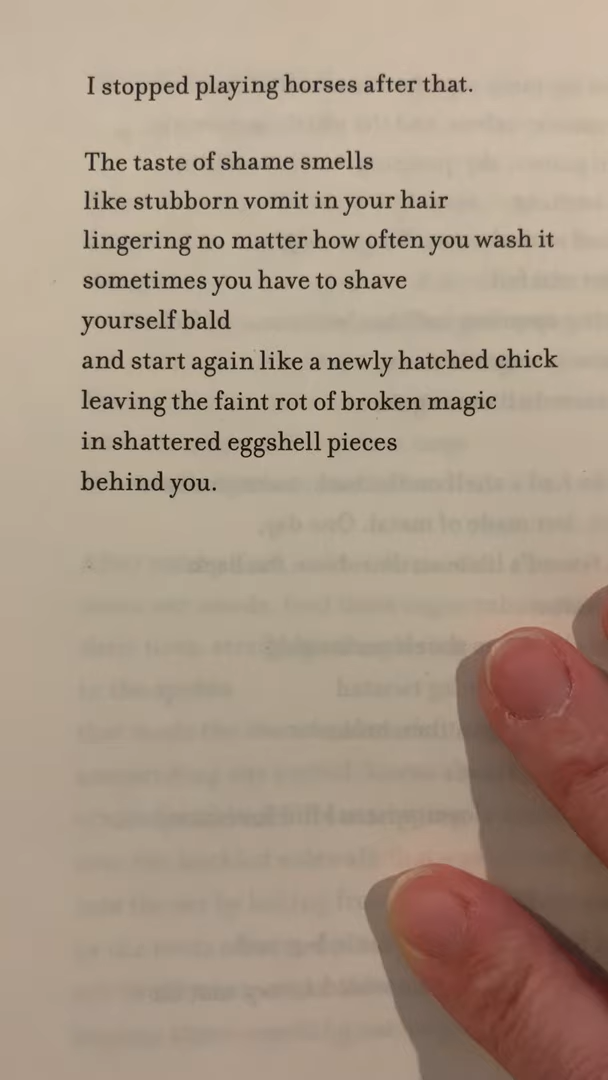 I stopped playing horses after that.
The taste of shame smells
like stubborn vomit in your hair
lingering no matter how often you wash it
sometimes you have to shave
yourself bald
and start again like a newly hatched chick
leaving the faint rot of broken magic
in shattered eggshell pieces
behind you.